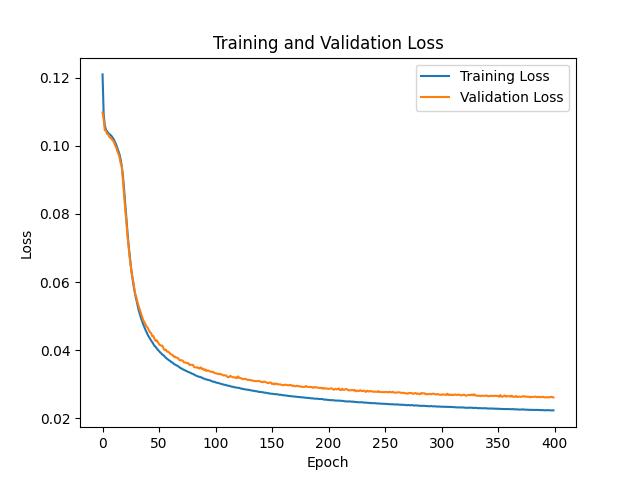 Training and Validation Loss
Training Loss
Validation Loss
0.12
0.10
0.08
0.06
0.04
0.02
Loss
0 50 100 150 200 250 300 350 400
Epoch